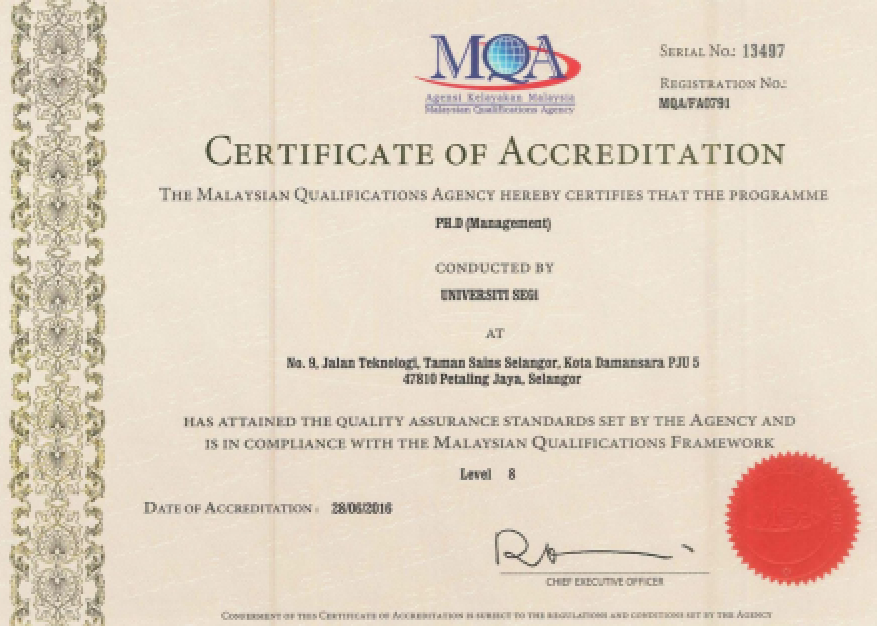 MQA
Agensi Kelayakan Malaysia
Malaysian Qualifications Agency
SERIAL NO.: 13497
REGISTRATION NO.:
MQA/FA0791
CERTIFICATE OF ACCREDITATION
THE MALAYSIAN QUALIFICATIONS AGENCY HEREBY CERTIFIES THAT THE PROGRAMME
PH.D (Management)
CONDUCTED BY
UNIVERSITI SEGI
AT
No. 9, Jalan Teknologi, Taman Sains Selangor, Kota Damansara PJU 5
47810 Petaling Jaya, Selangor
HAS ATTAINED THE QUALITY ASSURANCE STANDARDS SET BY THE AGENCY AND
IS IN COMPLIANCE WITH THE MALAYSIAN QUALIFICATIONS FRAMEWORK
Level 8
DATE OF ACCREDITATION : 28/06/2016
CHIEF EXECUTIVE OFFICER
CONFERMENT OF THIS CERTIFICATE OF ACCREDITATION IS SUBJECT TO THE REGULATIONS AND CONDITIONS SET BY THE AGENCY